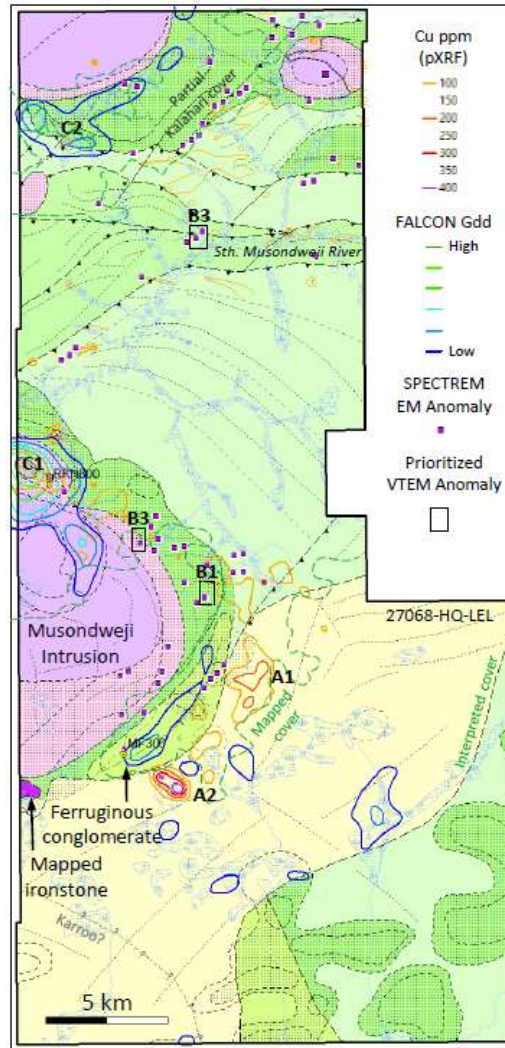 Cu ppm
(pXRF)
100
150
200
250
300
350
400
FALCON Gdd
High
Low
SPECTREM
EM Anomaly
Prioritized
VTEM Anomaly
Partial
Kalahari cover
C2
B3
Sth. Musondweji River
C1
B3
B1
27068-HQ-LEL
Musondweji
Intrusion
A1
Mapped
cover
Interpreted cover
MF300
A2
Ferruginous
conglomerate
Mapped
ironstone
Karroo?
5 km